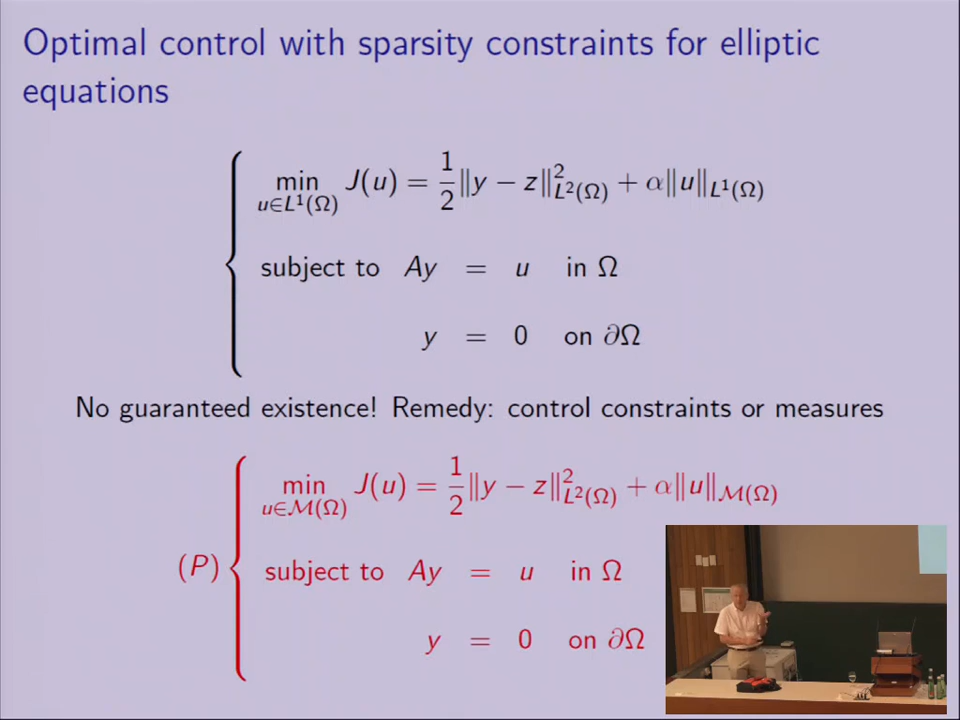 Optimal control with sparsity constraints for elliptic
equations
min J(u) = 1/2 ‖y − z‖²_{L²(Ω)} + α‖u‖_{L¹(Ω)}
u∈L¹(Ω)
subject to Ay = u in Ω
y = 0 on ∂Ω
No guaranteed existence! Remedy: control constraints or measures
min J(u) = 1/2 ‖y − z‖²_{L²(Ω)} + α‖u‖_{ℳ(Ω)}
u∈ℳ(Ω)
(P)
subject to Ay = u in Ω
y = 0 on ∂Ω